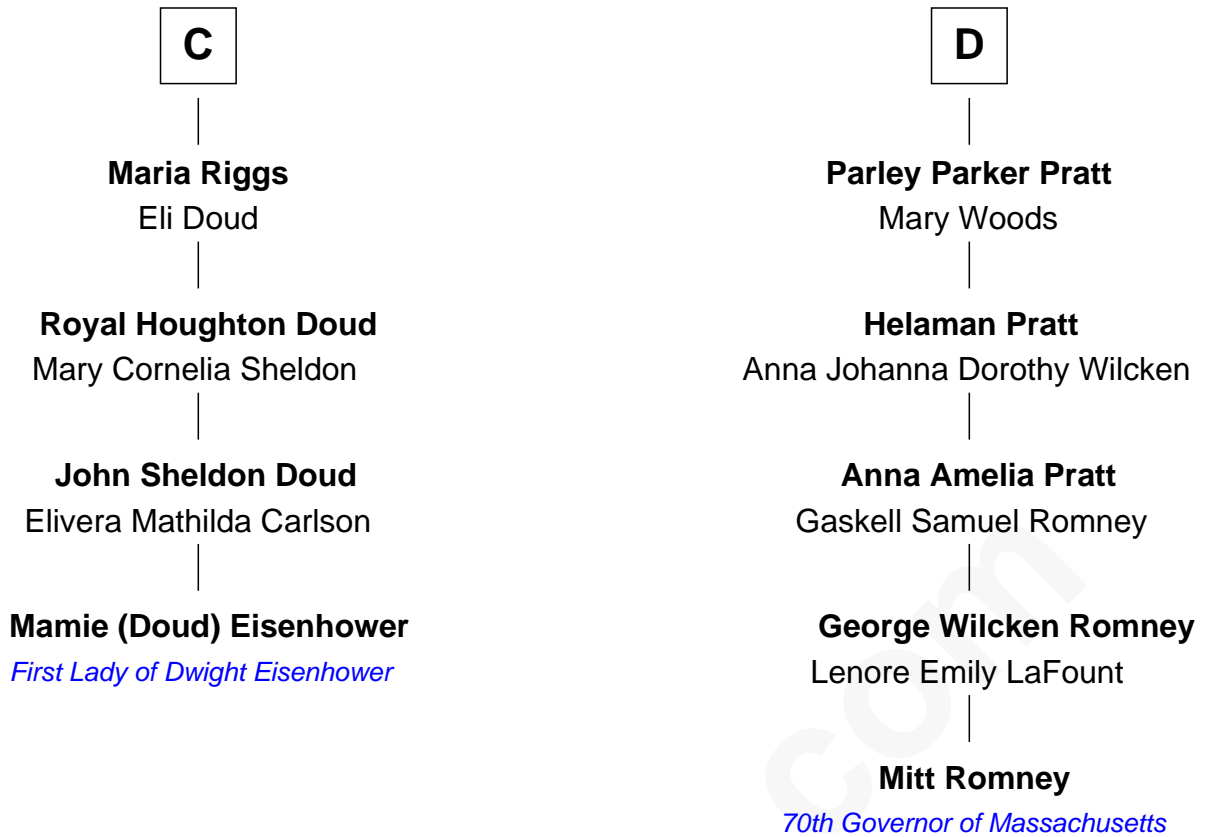 C
Maria Riggs
Eli Doud
Royal Houghton Doud
Mary Cornelia Sheldon
John Sheldon Doud
Elivera Mathilda Carlson
Mamie (Doud) Eisenhower
First Lady of Dwight Eisenhower
D
Parley Parker Pratt
Mary Woods
Helaman Pratt
Anna Johanna Dorothy Wilcken
Anna Amelia Pratt
Gaskell Samuel Romney
George Wilcken Romney
Lenore Emily LaFount
Mitt Romney
70th Governor of Massachusetts
com